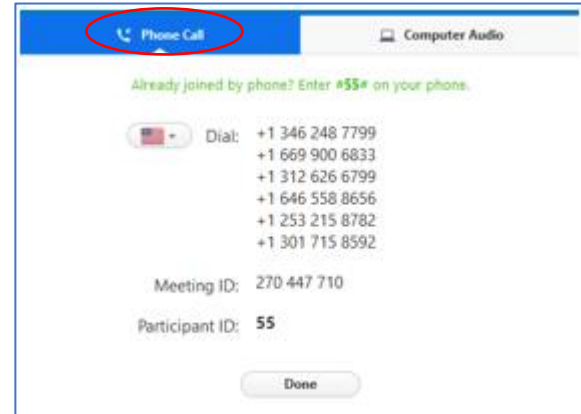 Phone Call
Computer Audio
Already joined by phone? Enter #55# on your phone.
Dial: +1 346 248 7799
+1 669 900 6833
+1 312 626 6799
+1 646 558 8656
+1 253 215 8782
+1 301 715 8592
Meeting ID: 270 447 710
Participant ID: 55
Done